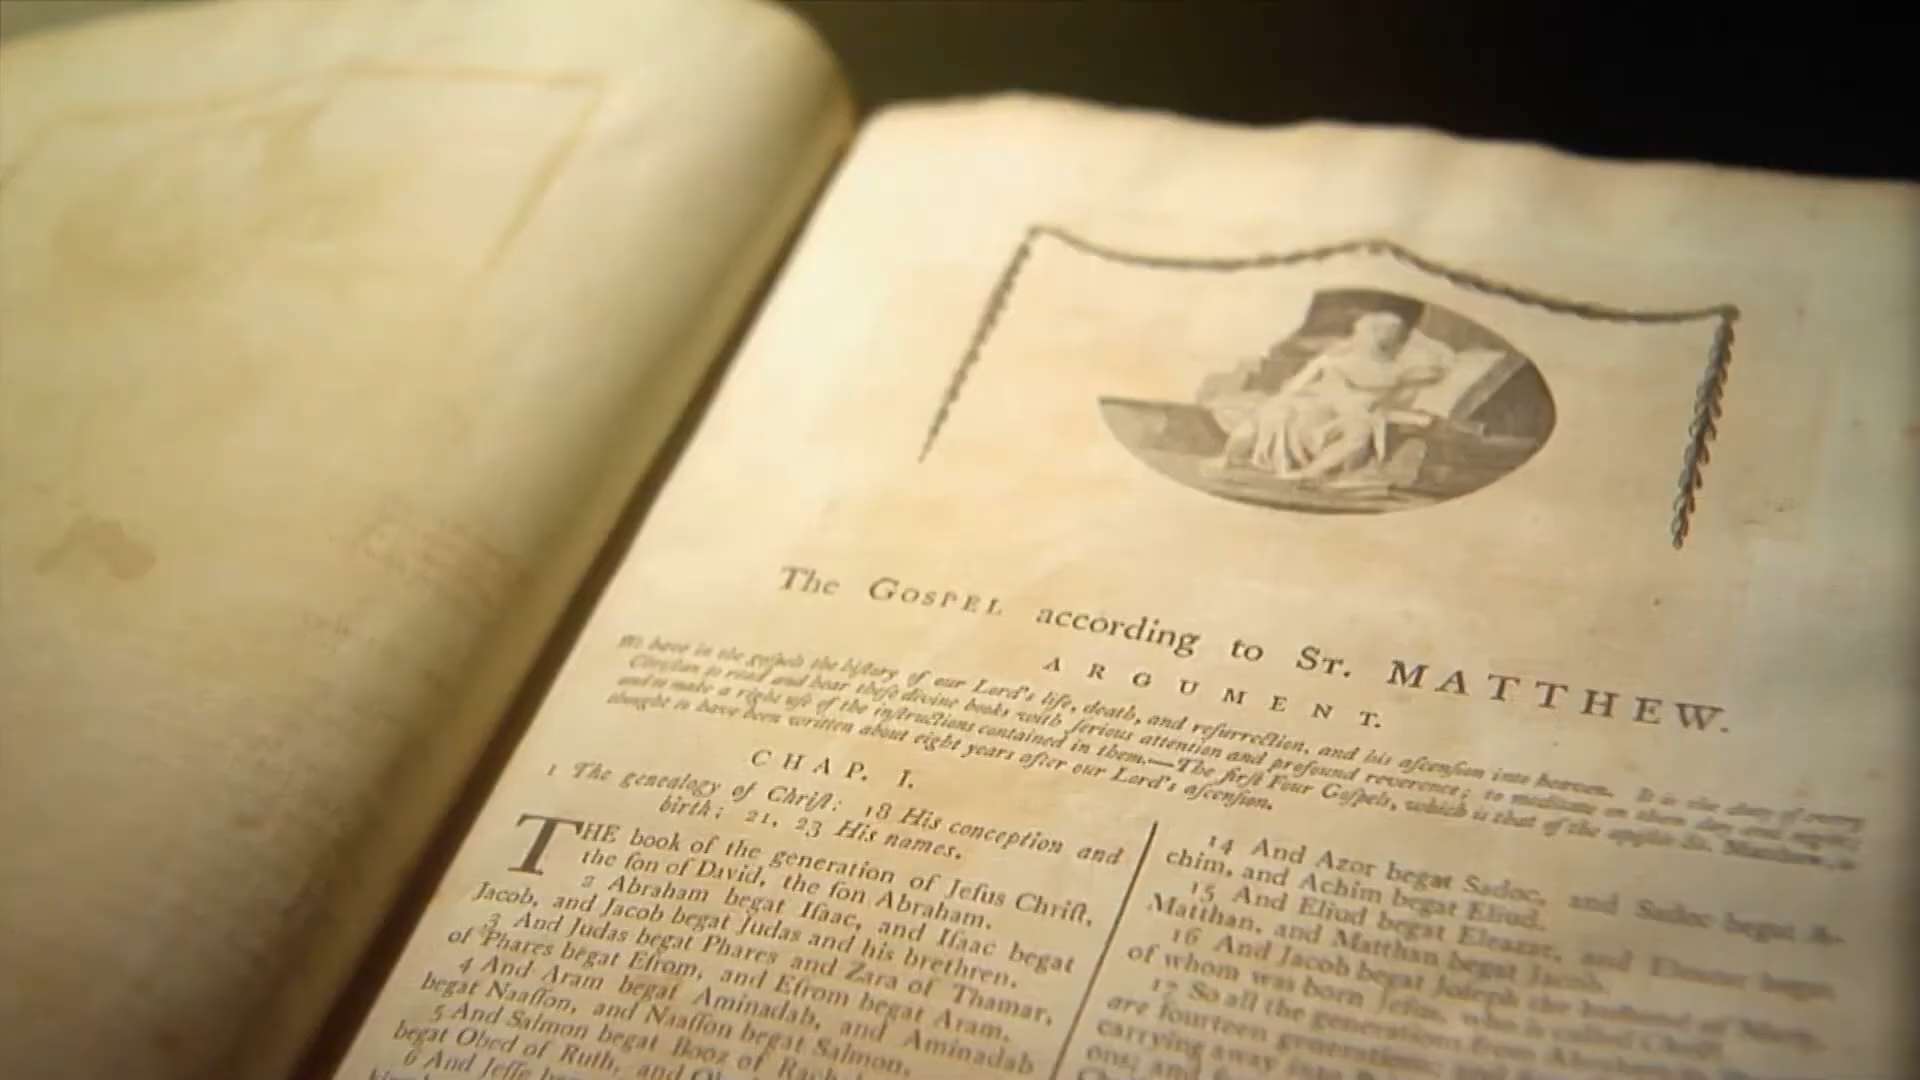 The GOSPEL according to ST. MATTHEW.
ARGUMENT.
We have in the goſpels the hiſtory of our Lord's life, death, and reſurrection, and his aſcenſion into heaven. It is the duty of every
Chriſtian to read and hear theſe divine books with ſerious attention and profound reverence; to meditate on them day and night;
and to make a right uſe of the inſtructions contained in them.—The firſt Four Goſpels, which is that of the apoſtle St. Matthew, is
thought to have been written about eight years after our Lord's aſcenſion.
CHAP. I.
1 The genealogy of Chriſt: 18 His conception and
birth; 21, 23 His names.
THE book of the generation of Jeſus Chriſt,
the ſon of David, the ſon Abraham.
2 Abraham begat Iſaac, and Iſaac begat
Jacob, and Jacob begat Judas and his brethren.
3 And Judas begat Phares and Zara of Thamar,
of Phares begat Eſrom, and Eſrom begat Aram.
4 And Aram begat Aminadab, and Aminadab
begat Naaſſon, and Naaſſon begat Salmon.
5 And Salmon begat Booz of
begat Obed of Ruth, and
6 And Jeſſe
14 And Azor begat Sadoc, and Sadoc begat A-
chim, and Achim begat Eliud.
15 And Eliud begat Eleazar, and Eleazar begat
Matthan, and Matthan begat Jacob.
16 And Jacob begat Joſeph the husband of Mary,
of whom was born Jeſus, who is called Chriſt.
17 So all the generations from Abraham to
are fourteen generations; and
carrying away into
ons; and